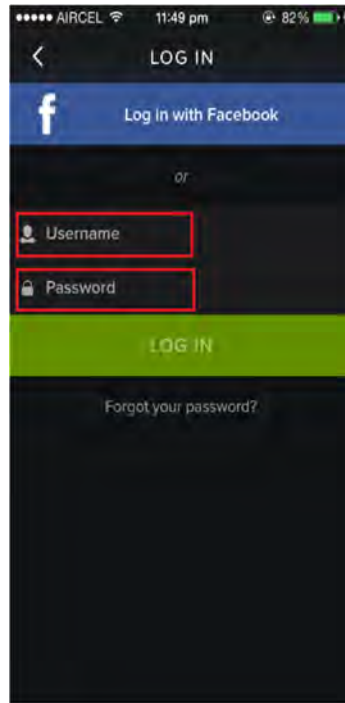 AIRCEL 11:49 pm 82%
LOG IN
f Log in with Facebook
or
Username
Password
LOG IN
Forgot your password?